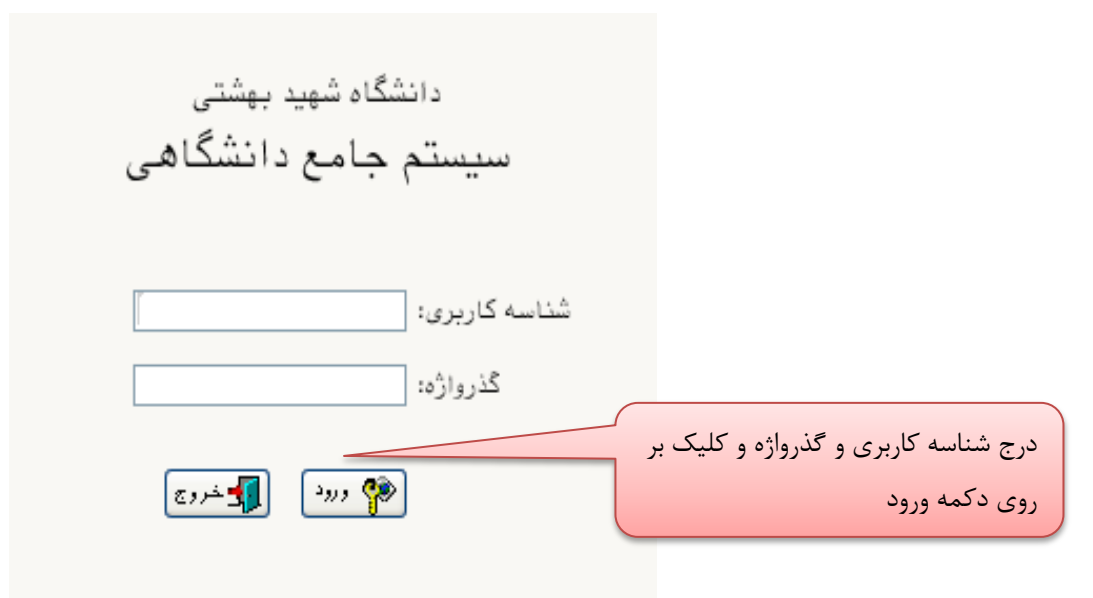 دانشگاه شهید بهشتی
سیستم جامع دانشگاهی
شناسه کاربری:
گذرواژه:
ورود
خروج
درج شناسه کاربری و گذرواژه و کلیک بر
روی دکمه ورود